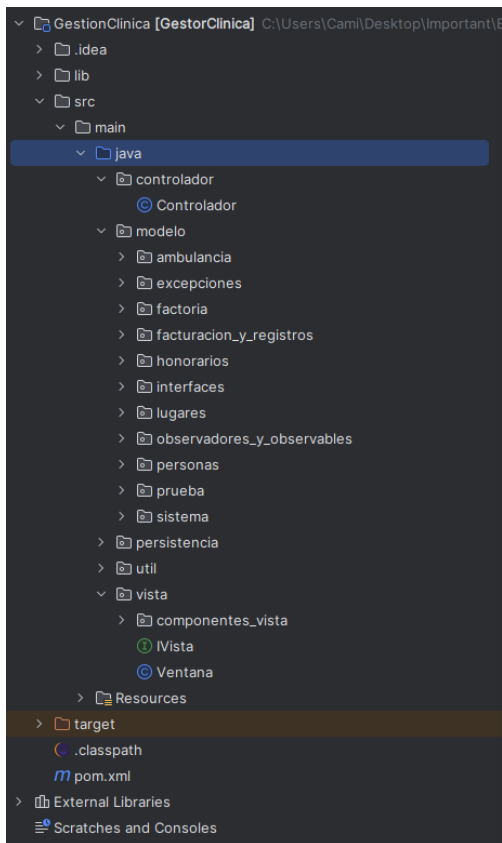 GestionClinica [GestorClinica] C:\Users\Cami\Desktop\Important\E
.idea
lib
src
main
java
controlador
Controlador
modelo
ambulancia
excepciones
factoria
facturacion_y_registros
honorarios
interfaces
lugares
observadores_y_observables
personas
prueba
sistema
persistencia
util
vista
componentes_vista
IVista
Ventana
Resources
target
.classpath
pom.xml
External Libraries
Scratches and Consoles